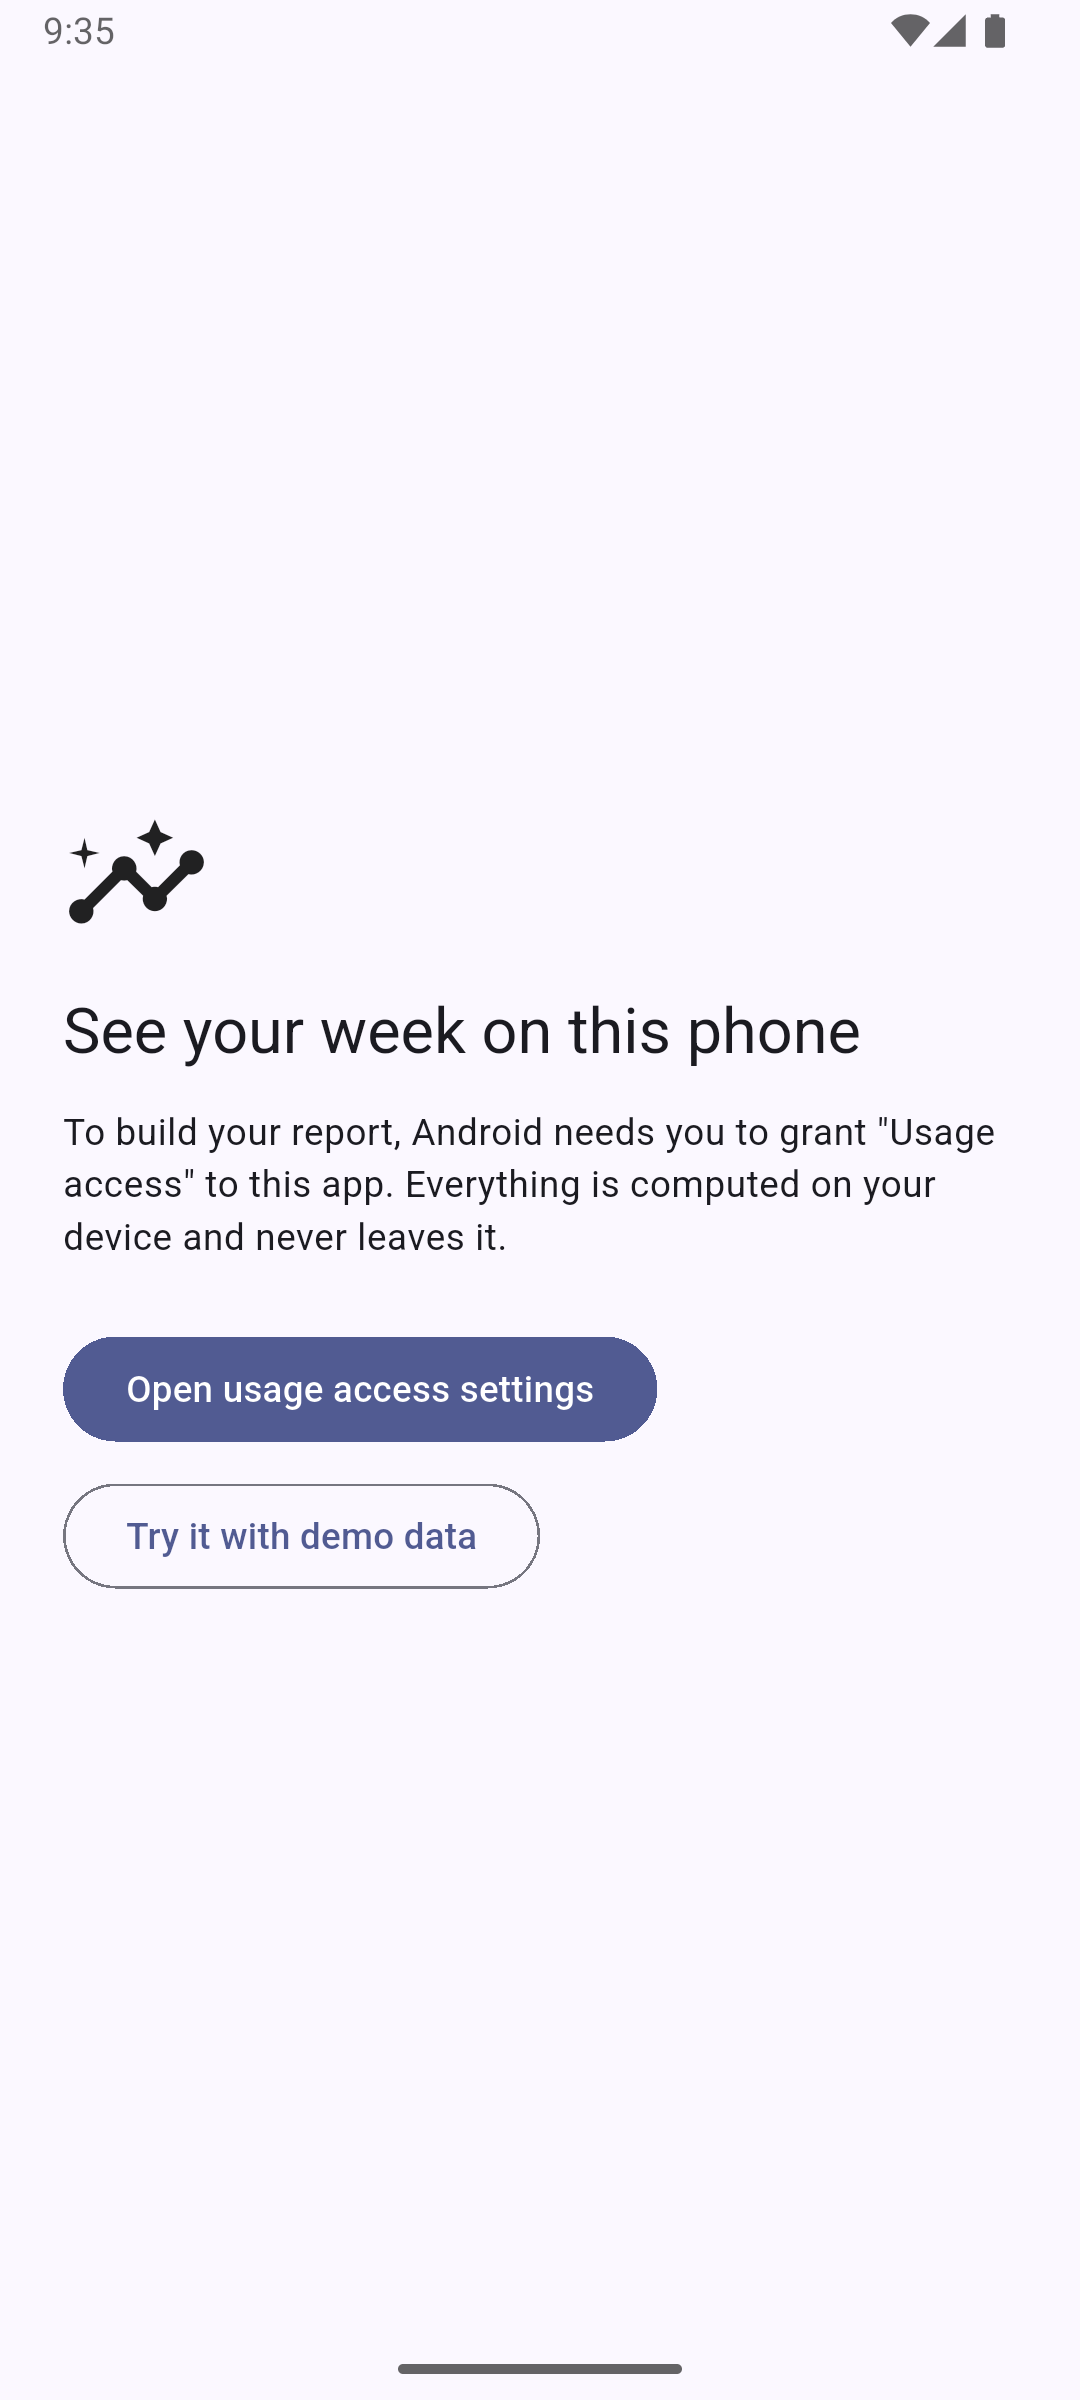 9:35
See your week on this phone
To build your report, Android needs you to grant "Usage
access" to this app. Everything is computed on your
device and never leaves it.
Open usage access settings
Try it with demo data